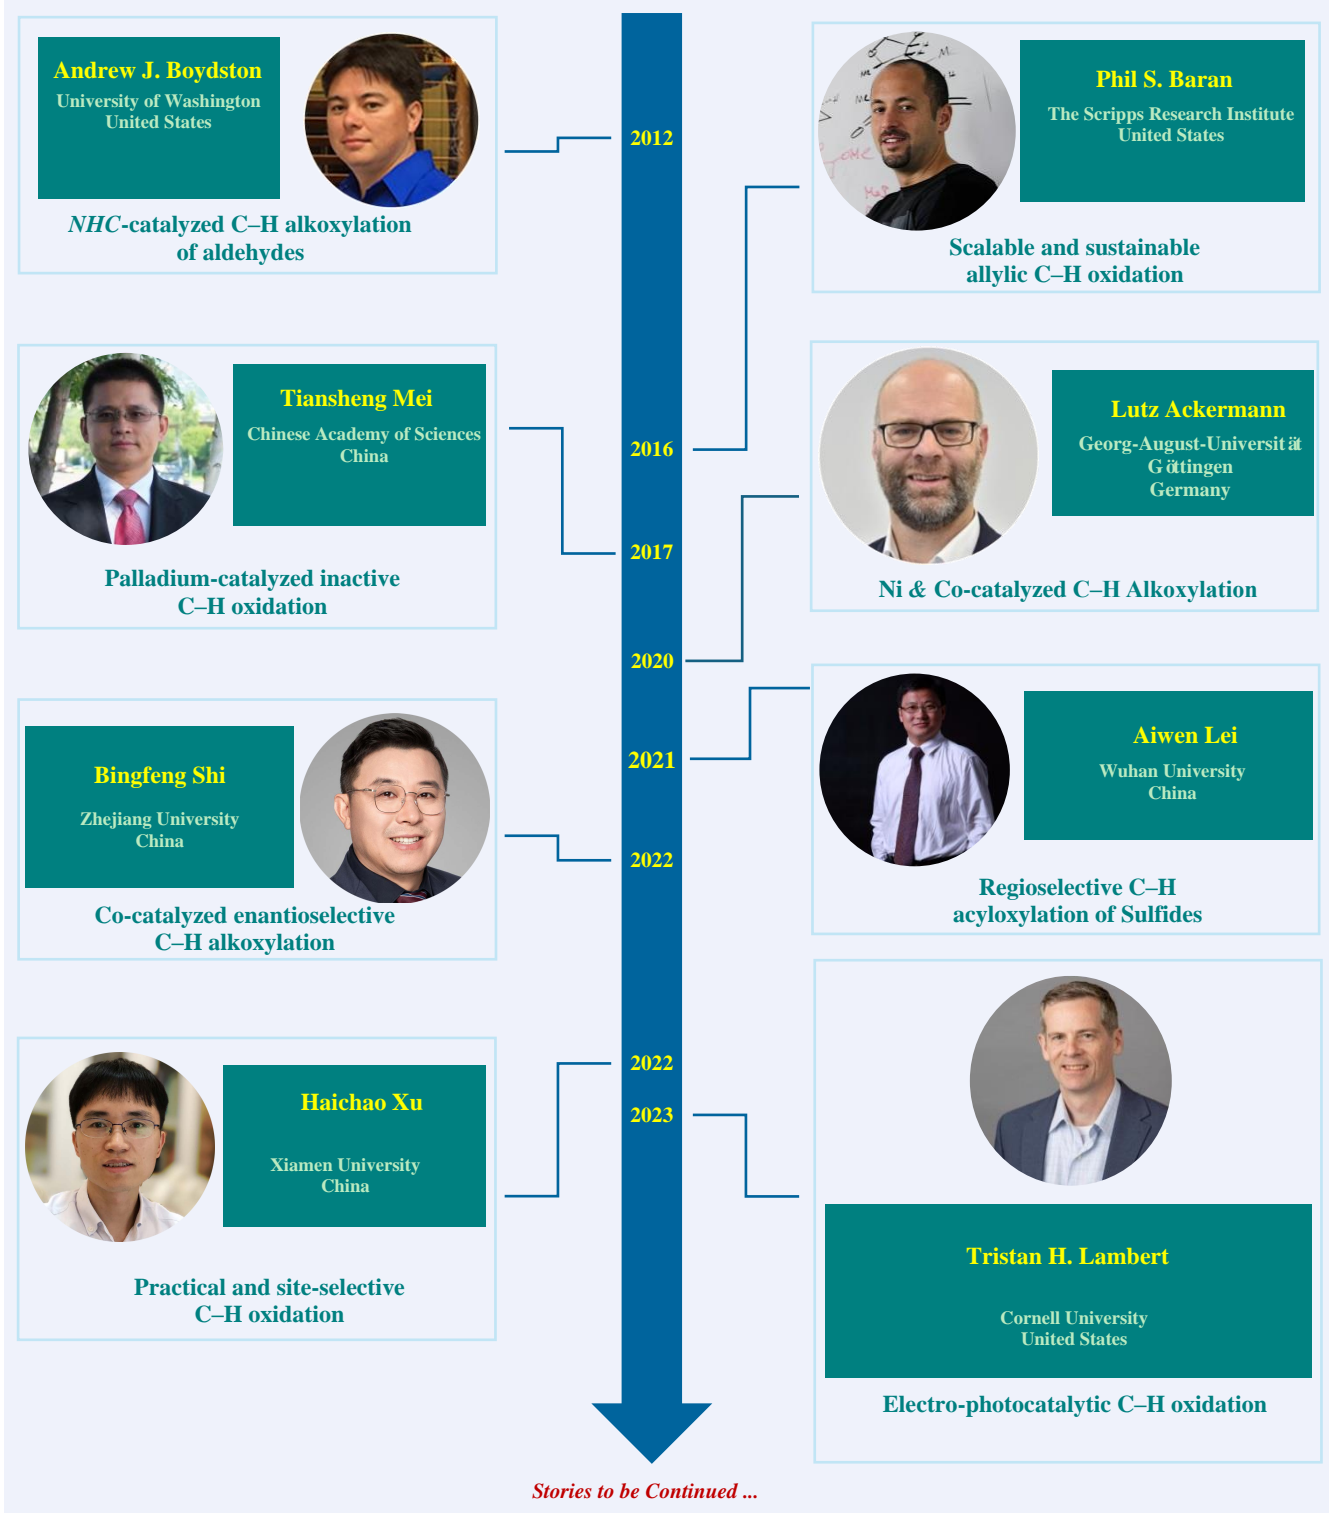 Andrew J. Boydston
University of Washington
United States
NHC-catalyzed C–H alkoxylation
of aldehydes
2012
Phil S. Baran
The Scripps Research Institute
United States
Scalable and sustainable
allylic C–H oxidation
Tiansheng Mei
Chinese Academy of Sciences
China
Palladium-catalyzed inactive
C–H oxidation
2016
2017
Lutz Ackermann
Georg-August-Universität
Göttingen
Germany
Ni & Co-catalyzed C–H Alkoxylation
2020
2021
2022
Bingfeng Shi
Zhejiang University
China
Co-catalyzed enantioselective
C–H alkoxylation
Aiwen Lei
Wuhan University
China
Regioselective C–H
acyloxylation of Sulfides
2022
2023
Haichao Xu
Xiamen University
China
Practical and site-selective
C–H oxidation
Tristan H. Lambert
Cornell University
United States
Electro-photocatalytic C–H oxidation
Stories to be Continued ...